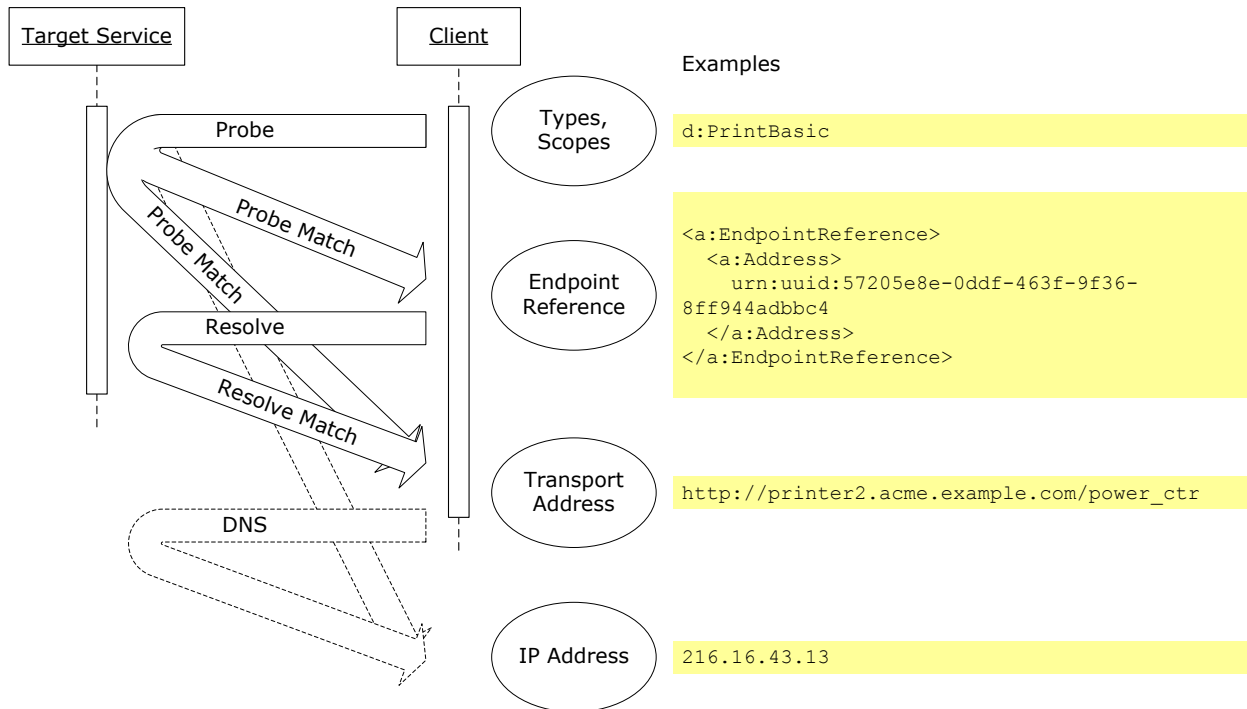 Target Service
Client
Examples
Types,
Scopes
d:PrintBasic
Probe
Probe Match
Probe Match
<a:EndpointReference>
  <a:Address>
    urn:uuid:57205e8e-0ddf-463f-9f36-
8ff944adbbc4
  </a:Address>
</a:EndpointReference>
Endpoint
Reference
Resolve
Resolve Match
Transport
Address
http://printer2.acme.example.com/power_ctr
DNS
IP Address
216.16.43.13